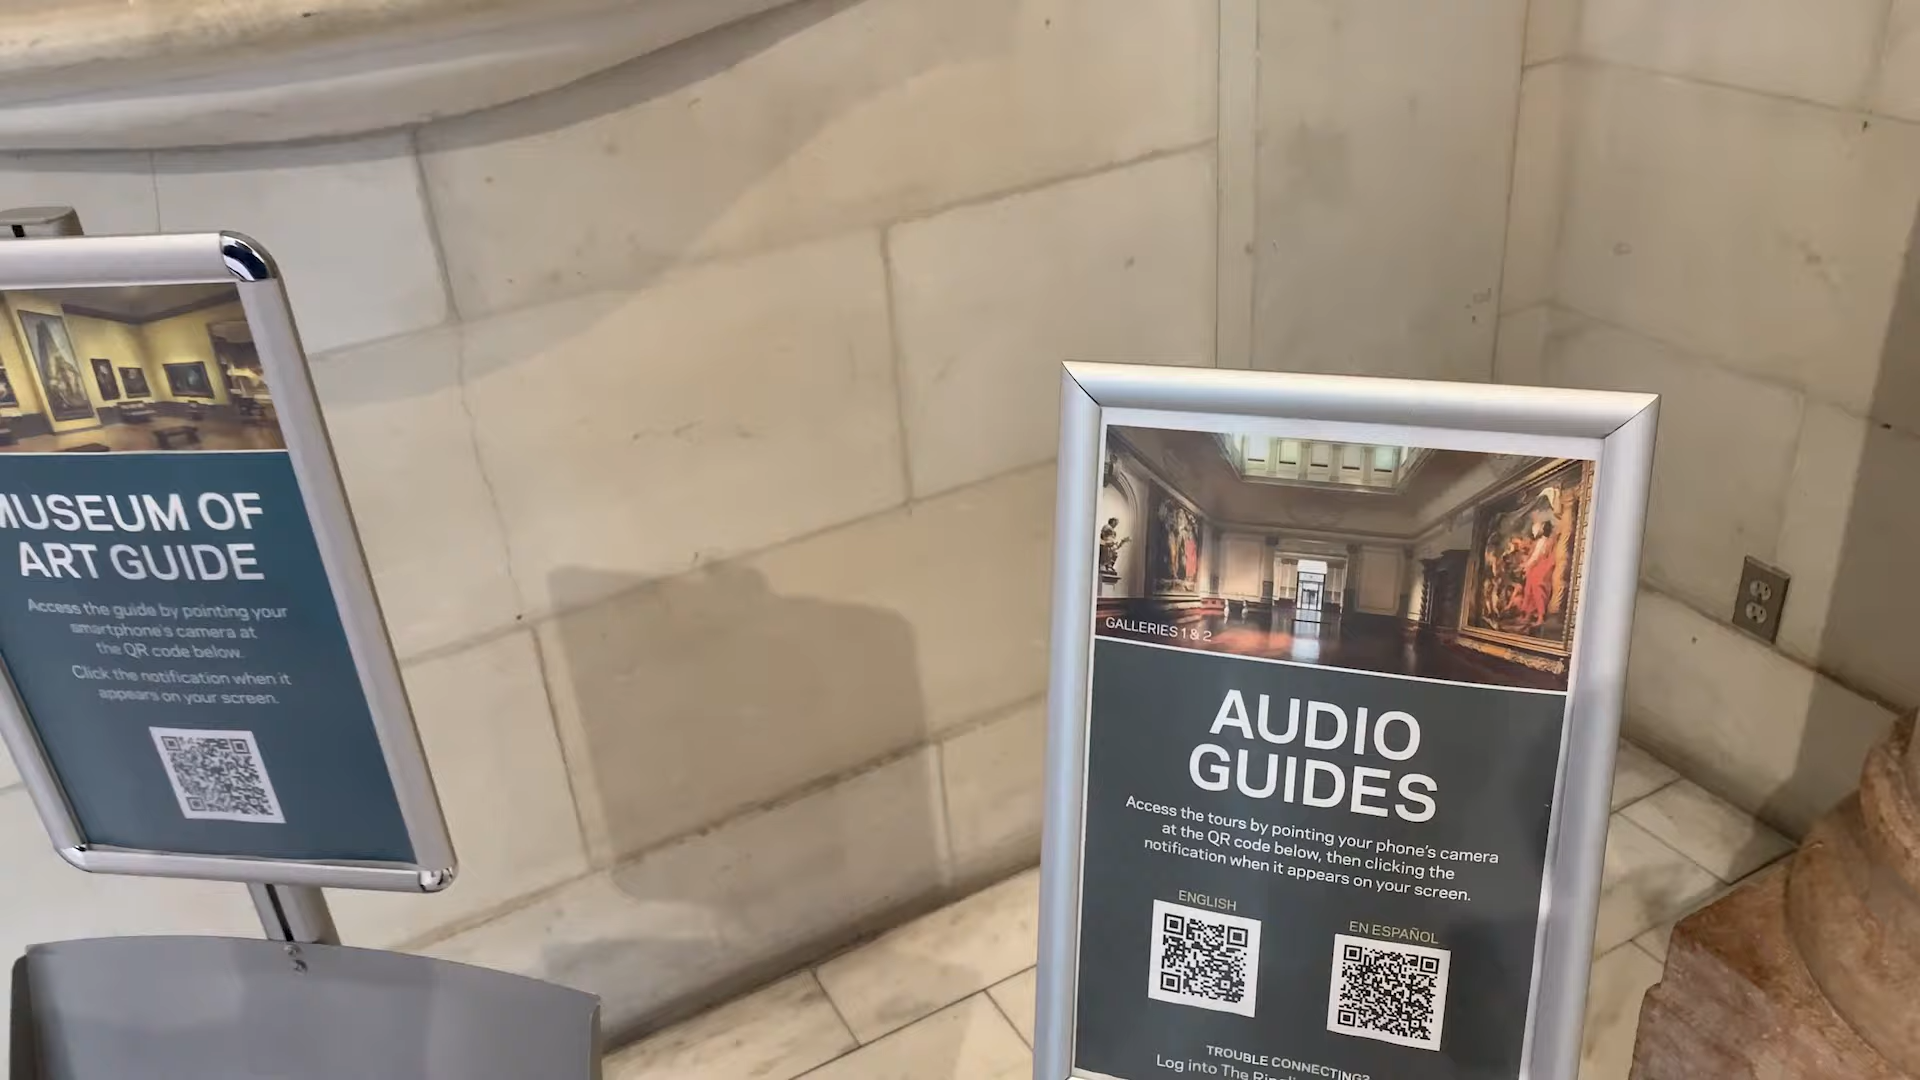 MUSEUM OF
ART GUIDE
Access the guide by pointing your
smartphone's camera at
the QR code below.
Click the notification when it
appears on your screen.
GALLERIES 1 & 2
AUDIO
GUIDES
Access the tours by pointing your phone's camera
at the QR code below, then clicking the
notification when it appears on your screen.
ENGLISH
EN ESPAÑOL
TROUBLE CONNECTING?
Log into The